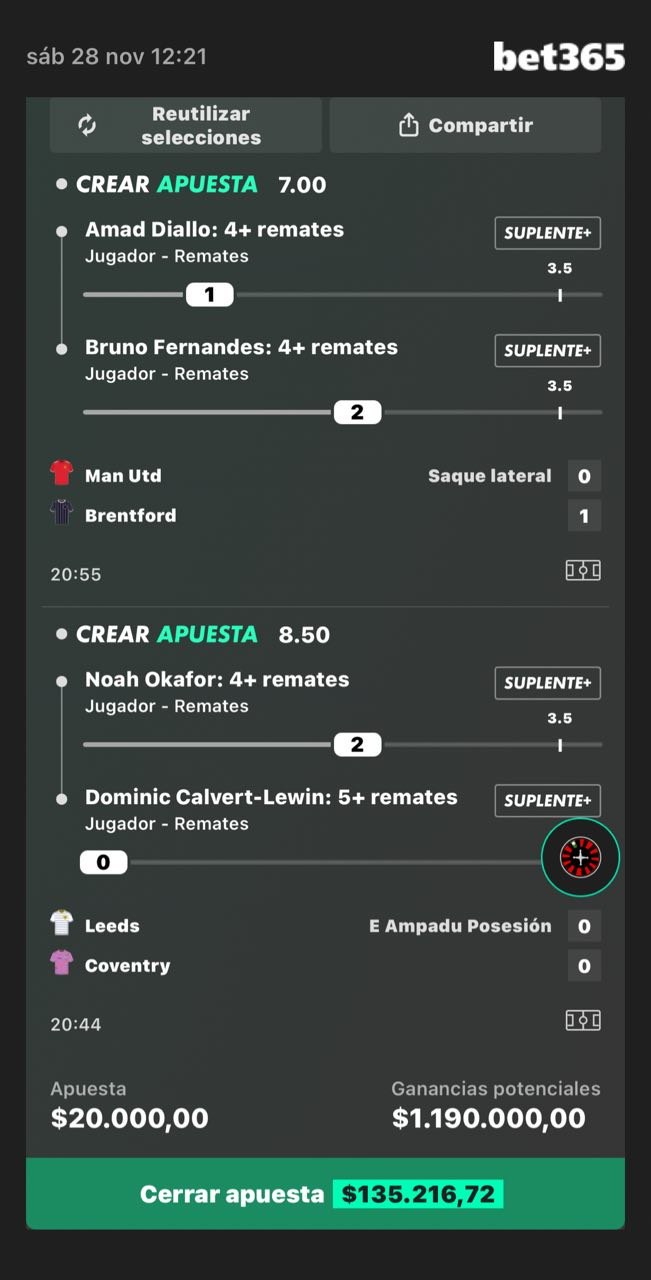 sáb 28 nov 12:21
bet365
Reutilizar
selecciones
Compartir
CREAR APUESTA 7.00
Amad Diallo: 4+ remates
SUPLENTE+
Jugador - Remates
3.5
1
Bruno Fernandes: 4+ remates
SUPLENTE+
Jugador - Remates
3.5
2
Man Utd Saque lateral 0
Brentford 1
20:55
CREAR APUESTA 8.50
Noah Okafor: 4+ remates
SUPLENTE+
Jugador - Remates
3.5
2
Dominic Calvert-Lewin: 5+ remates
SUPLENTE+
Jugador - Remates
0
Leeds E Ampadu Posesión 0
Coventry 0
20:44
Apuesta Ganancias potenciales
$20.000,00 $1.190.000,00
Cerrar apuesta $135.216,72